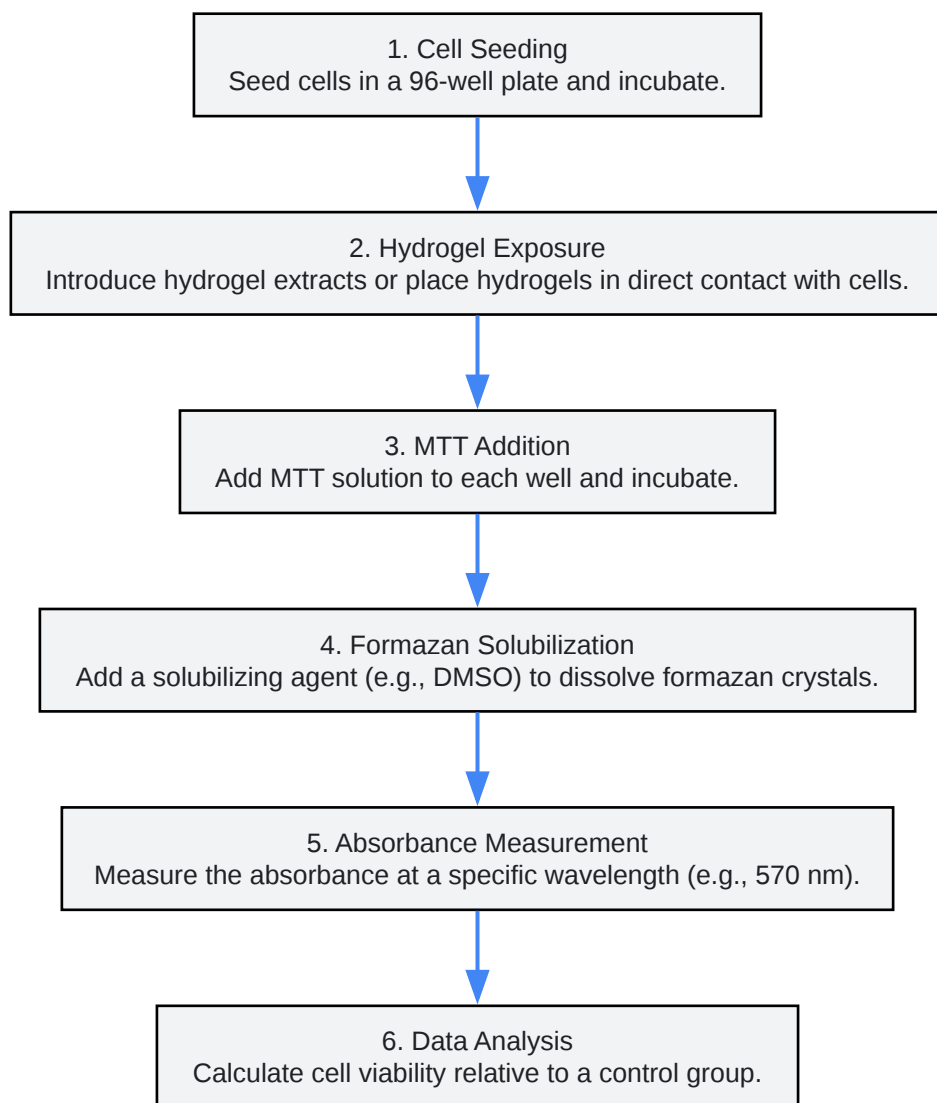 1. Cell Seeding
Seed cells in a 96-well plate and incubate.
2. Hydrogel Exposure
Introduce hydrogel extracts or place hydrogels in direct contact with cells.
3. MTT Addition
Add MTT solution to each well and incubate.
4. Formazan Solubilization
Add a solubilizing agent (e.g., DMSO) to dissolve formazan crystals.
5. Absorbance Measurement
Measure the absorbance at a specific wavelength (e.g., 570 nm).
6. Data Analysis
Calculate cell viability relative to a control group.